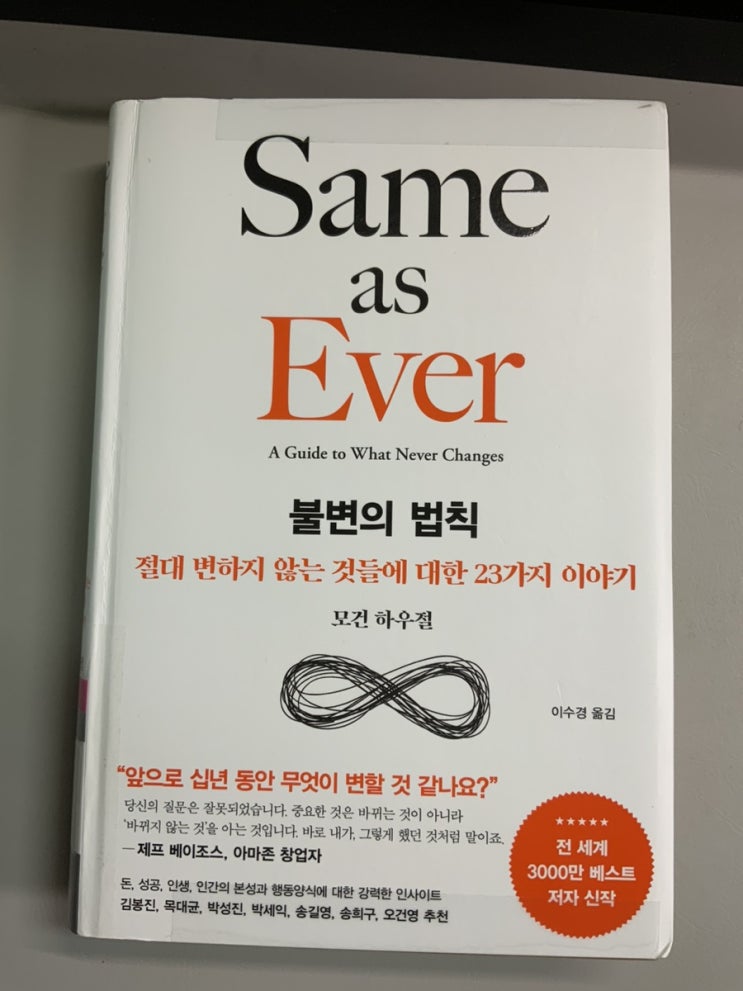 Same
as
Ever
A Guide to What Never Changes
불변의 법칙
절대 변하지 않는 것들에 대한 23가지 이야기
모건 하우절
이수경 옮김
“앞으로 십년 동안 무엇이 변할 것 같나요?”
당신의 질문은 잘못되었습니다. 중요한 것은 바뀌는 것이 아니라
‘바뀌지 않는 것’을 아는 것입니다. 바로 내가, 그렇게 했던 것처럼 말이죠.
— 제프 베이조스, 아마존 창업자
돈, 성공, 인생, 인간의 본성과 행동양식에 대한 강력한 인사이트
김봉진, 목대균, 박성진, 박세익, 송길영, 송희구, 오건영 추천
★★★★★
전 세계
3000만 베스트
저자 신작